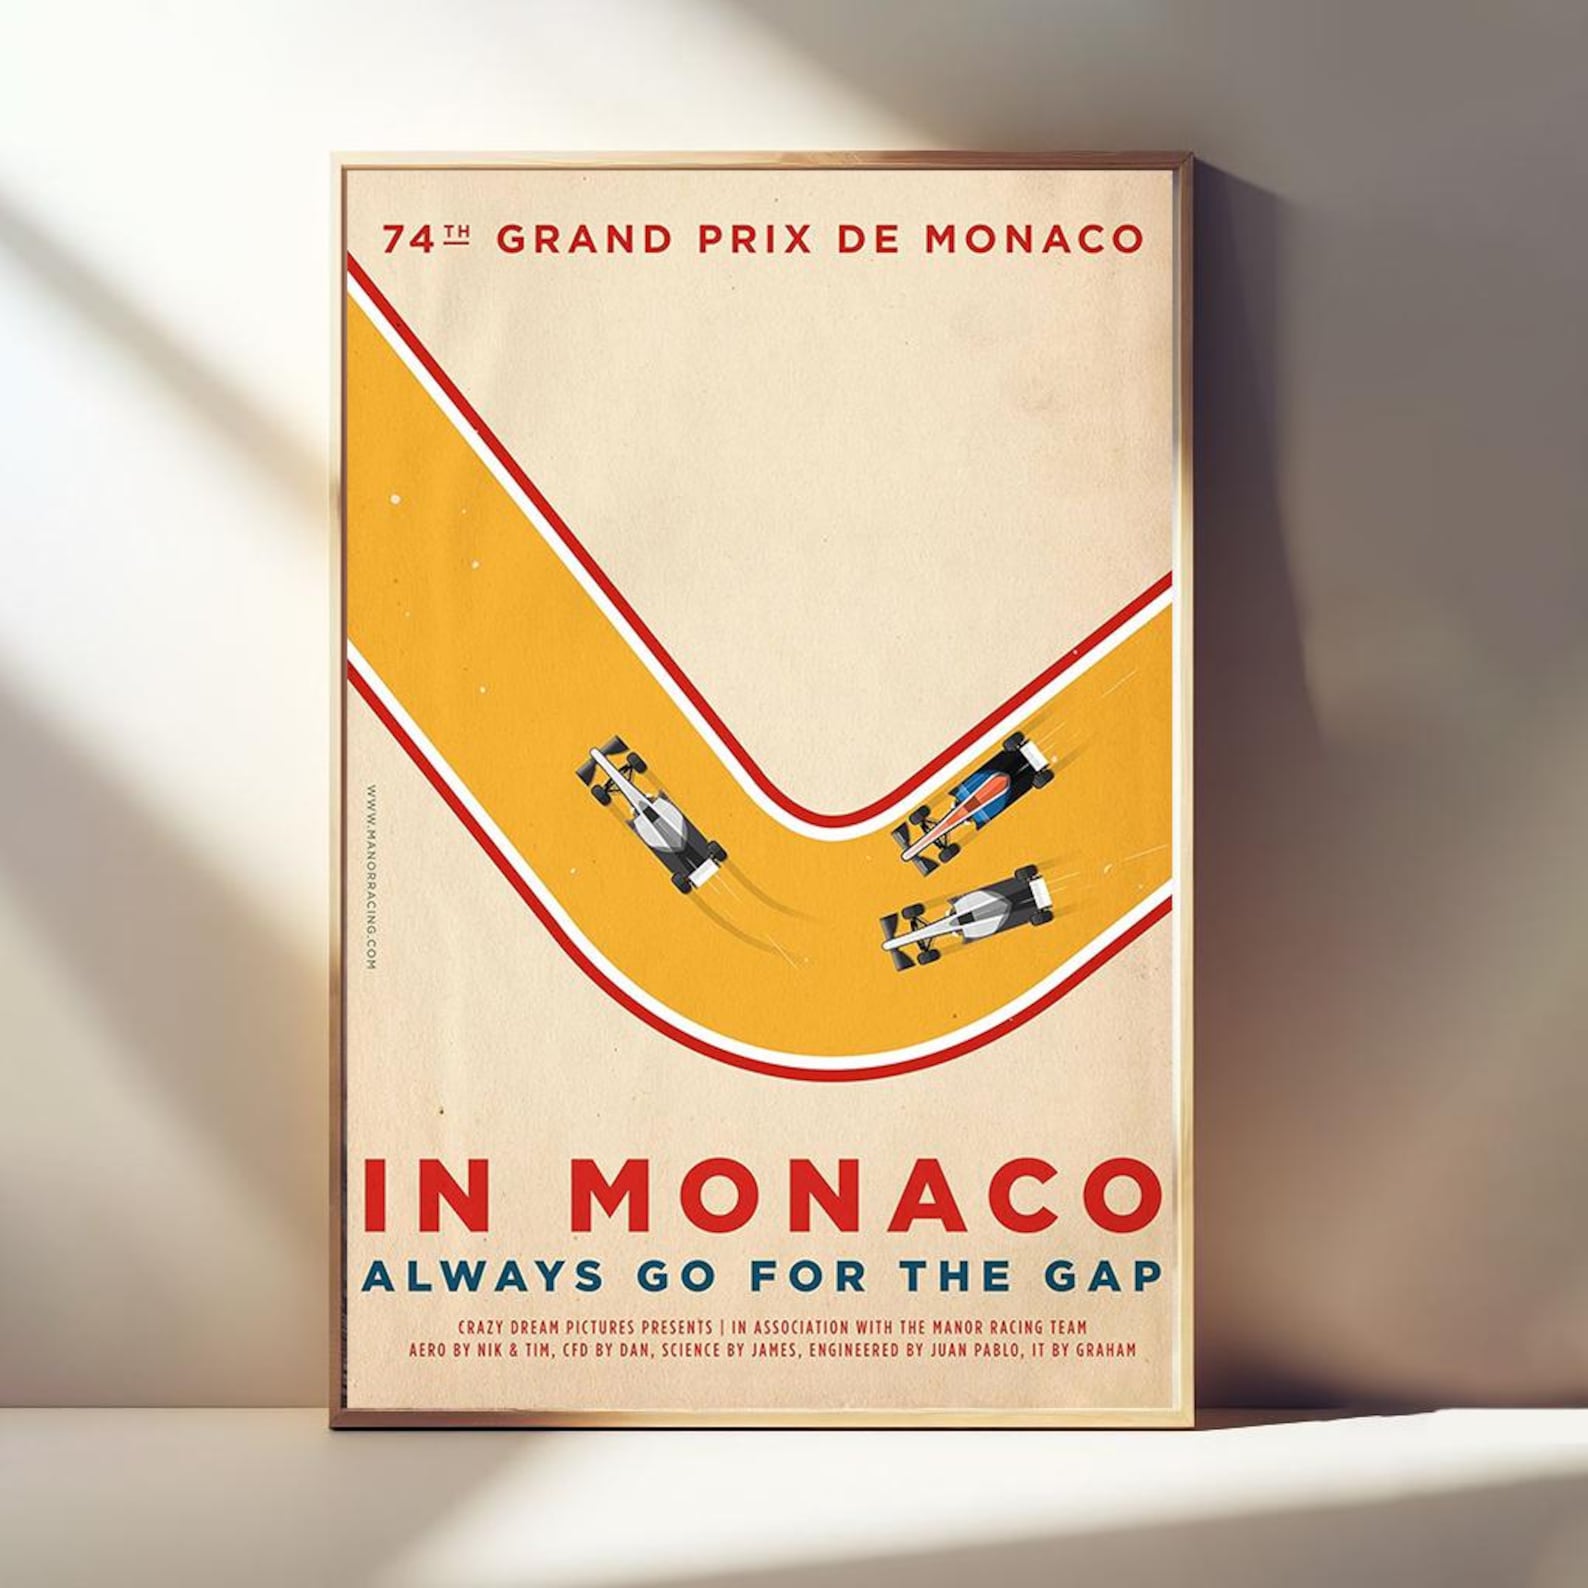 74TH GRAND PRIX DE MONACO
WWW.MANORRACING.COM
IN MONACO
ALWAYS GO FOR THE GAP
CRAZY DREAM PICTURES PRESENTS | IN ASSOCIATION WITH THE MANOR RACING TEAM
AERO BY NIK & TIM, CFD BY DAN, SCIENCE BY JAMES, ENGINEERED BY JUAN PABLO, IT BY GRAHAM